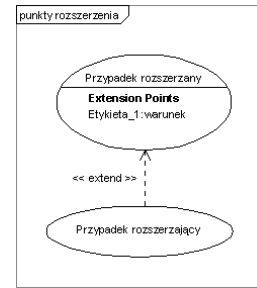 punkty rozszerzenia
Przypadek rozszerzany
Extension Points
Etykieta_1:warunek
<< extend >>
Przypadek rozszerzający